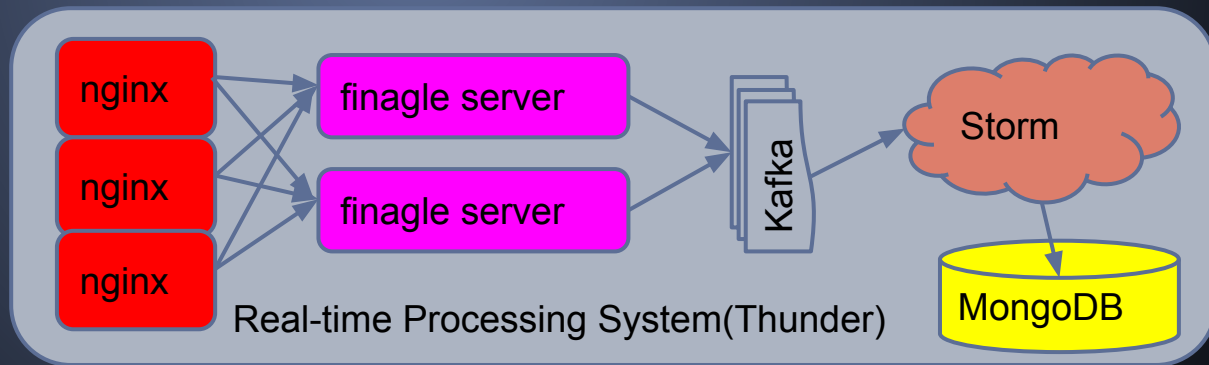 nginx
nginx
nginx
finagle server
finagle server
Kafka
Storm
MongoDB
Real-time Processing System(Thunder)